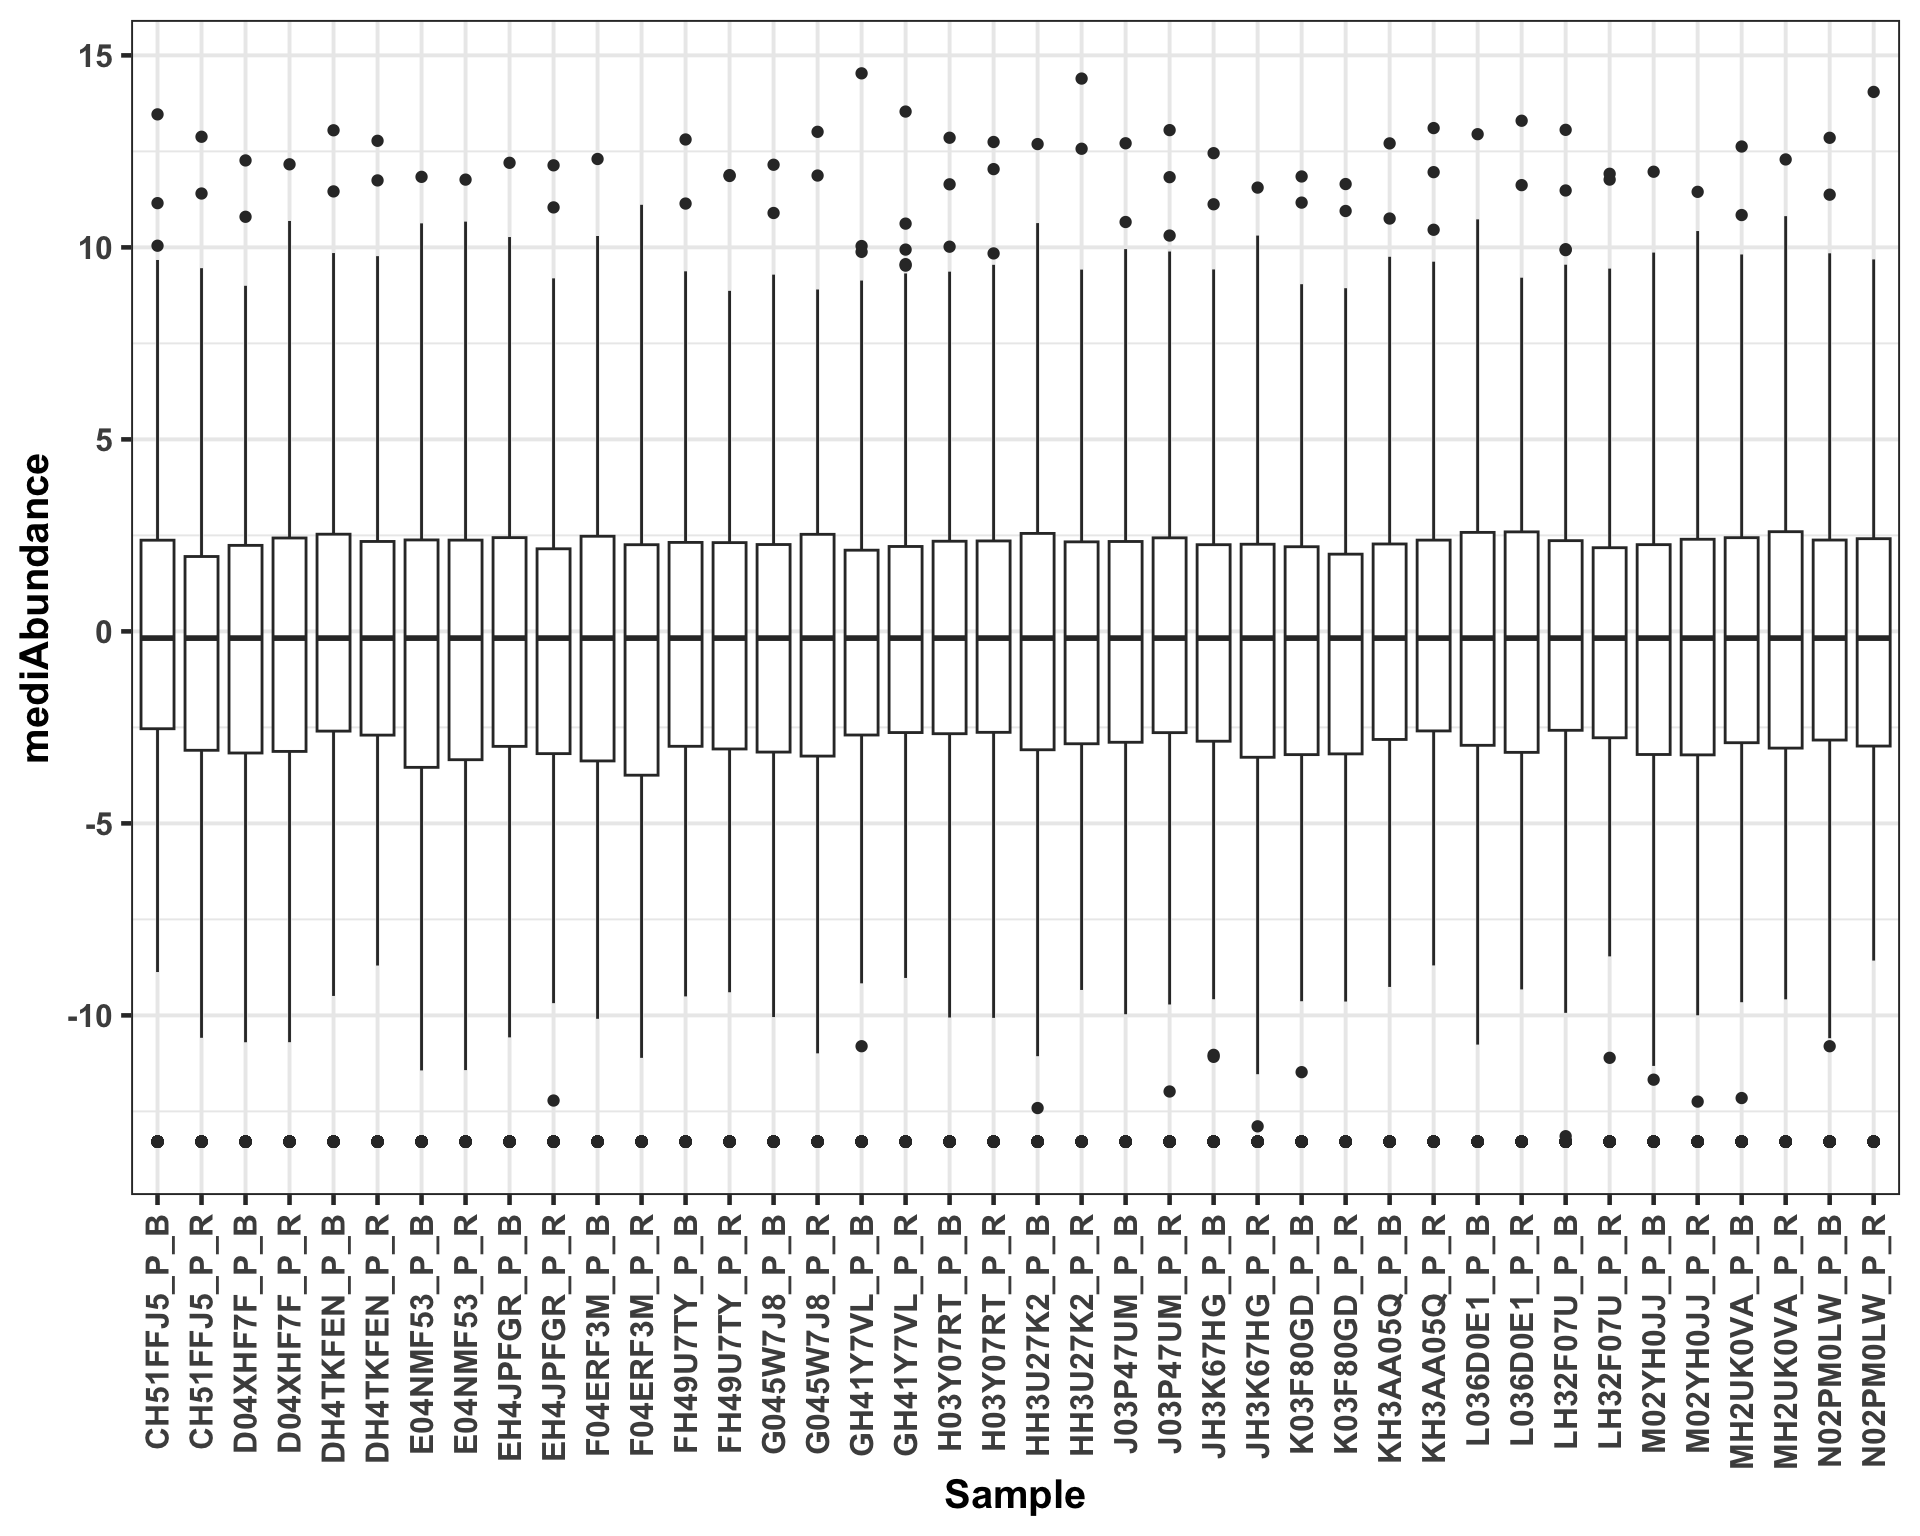 mediAbundance
15
10
5
0
-5
-10
CH51FFJ5_P_B
CH51FFJ5_P_R
D04XHF7F_P_B
D04XHF7F_P_R
DH4TKFEN_P_B
DH4TKFEN_P_R
E04NMF53_P_B
E04NMF53_P_R
EH4JPFGR_P_B
EH4JPFGR_P_R
F04ERF3M_P_B
F04ERF3M_P_R
FH49U7TY_P_B
FH49U7TY_P_R
G045W7J8_P_B
G045W7J8_P_R
GH41Y7VL_P_B
GH41Y7VL_P_R
H03Y07RT_P_B
H03Y07RT_P_R
HH3U27K2_P_B
HH3U27K2_P_R
J03P47UM_P_B
J03P47UM_P_R
JH3K67HG_P_B
JH3K67HG_P_R
K03F80GD_P_B
K03F80GD_P_R
KH3AA05Q_P_B
KH3AA05Q_P_R
L036D0E1_P_B
L036D0E1_P_R
LH32F07U_P_B
LH32F07U_P_R
M02YH0JJ_P_B
M02YH0JJ_P_R
MH2UK0VA_P_B
MH2UK0VA_P_R
N02PM0LW_P_B
N02PM0LW_P_R
Sample